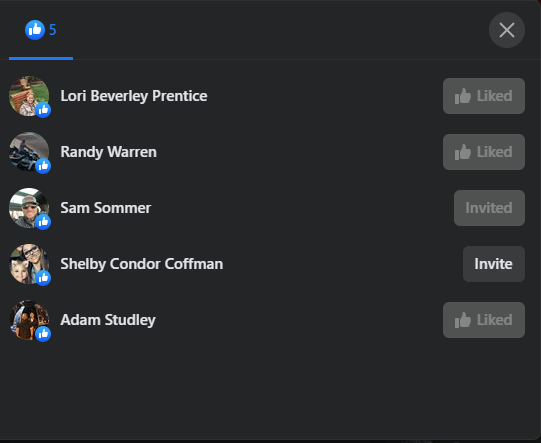 5
Lori Beverley Prentice Liked
Randy Warren Liked
Sam Sommer Invited
Shelby Condor Coffman Invite
Adam Studley Liked